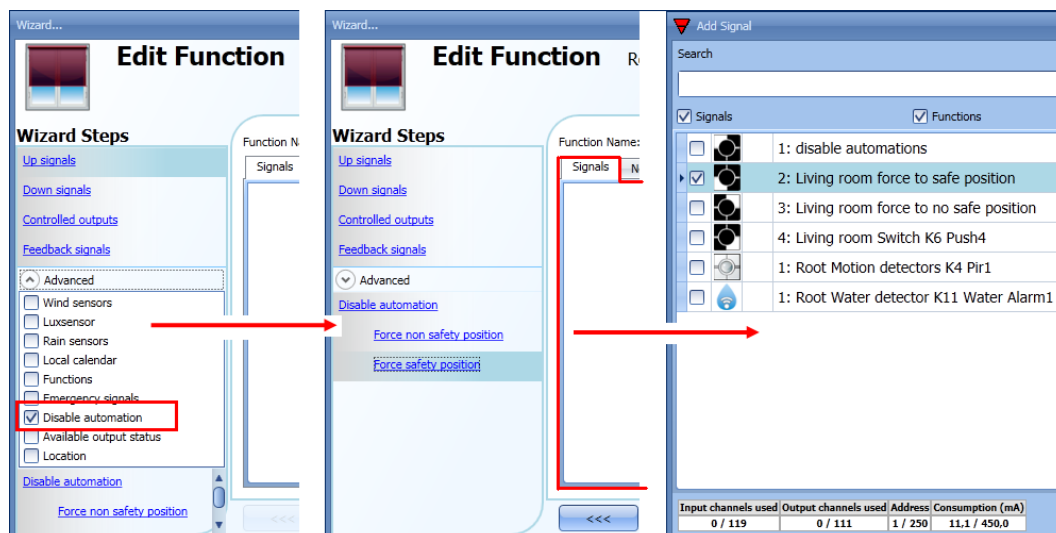 Wizard...
Edit Function
Wizard Steps
Up signals
Down signals
Controlled outputs
Feedback signals
Advanced
Wind sensors
Luxsensor
Rain sensors
Local calendar
Functions
Emergency signals
Disable automation
Available output status
Location
Disable automation
Force non safety position
Function N
Signals
<<<
Wizard...
Edit Function
Wizard Steps
Up signals
Down signals
Controlled outputs
Feedback signals
Advanced
Disable automation
Force non safety position
Force safety position
Function Name:
Signals N
<<<
Add Signal
Search
Signals Functions
1: disable automations
2: Living room force to safe position
3: Living room force to no safe position
4: Living room Switch K6 Push4
1: Root Motion detectors K4 Pir1
1: Root Water detector K11 Water Alarm1
Input channels used Output channels used Address Consumption (mA)
0 / 119 0 / 111 1 / 250 11,1 / 450,0